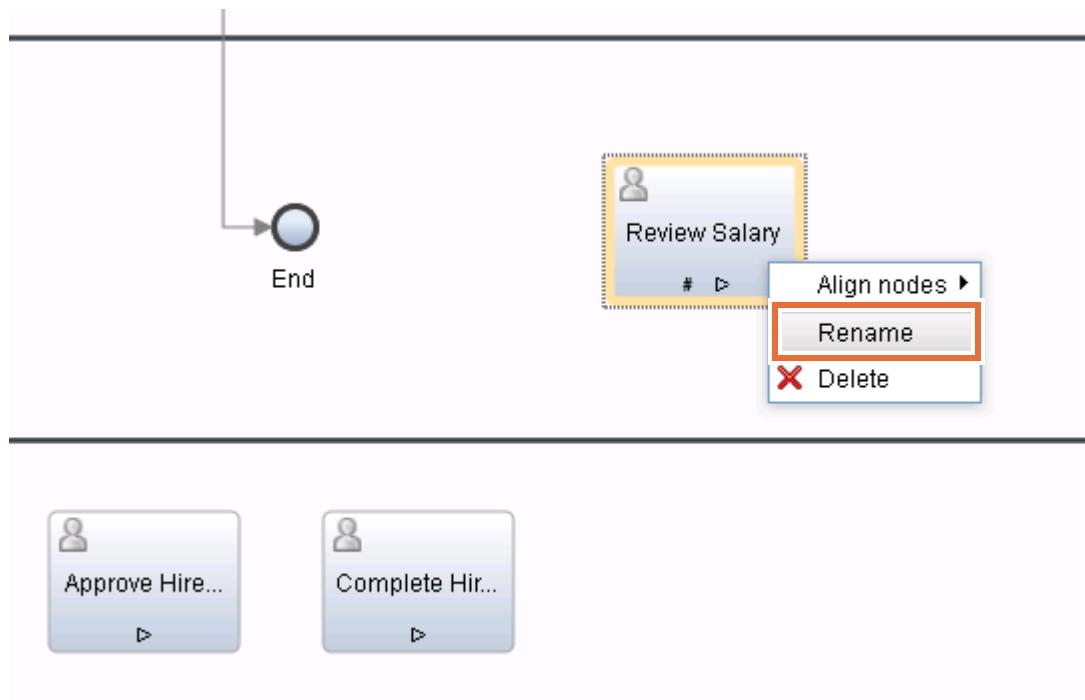 Review Salary
#
End
Align nodes
Rename
Delete
Approve Hire...
Complete Hir...